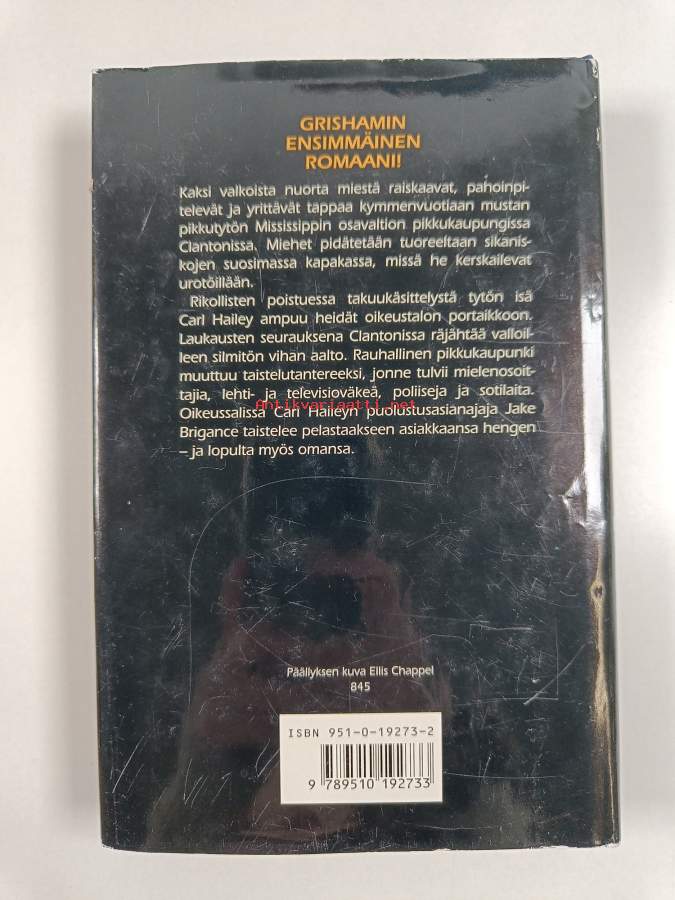 GRISHAMIN
ENSIMMÄINEN
ROMAANI!
Kaksi valkoista nuorta miestä raiskaavat, pahoinpi-
televät ja yrittävät tappaa kymmenvuotiaan mustan
pikkutytön Mississippin osavaltion pikkukaupungissa
Clantonissa. Miehet pidätetään tuoreeltaan sikanis-
kojen suosimassa kapakassa, missä he kerskailevat
urotöillään.
Rikollisten poistuessa takuukäsittelystä tytön isä
Carl Hailey ampuu heidät oikeustalon portaikkoon.
Laukausten seurauksena Clantonissa räjähtää valloil-
leen silmitön vihan aalto. Rauhallinen pikkukaupunki
muuttuu taistelutantereeksi, jonne tulvii mielenosoit-
tajia, lehti- ja televisioväkeä, poliiseja ja sotilaita.
Antikvariaatti.net
Oikeussalissa Carl Haileyn puolustusasianajaja Jake
Brigance taistelee pelastaakseen asiakkaansa hengen
– ja lopulta myös omansa.
Päällyksen kuva Ellis Chappel
845
ISBN 951-0-19273-2
9 789510 192733